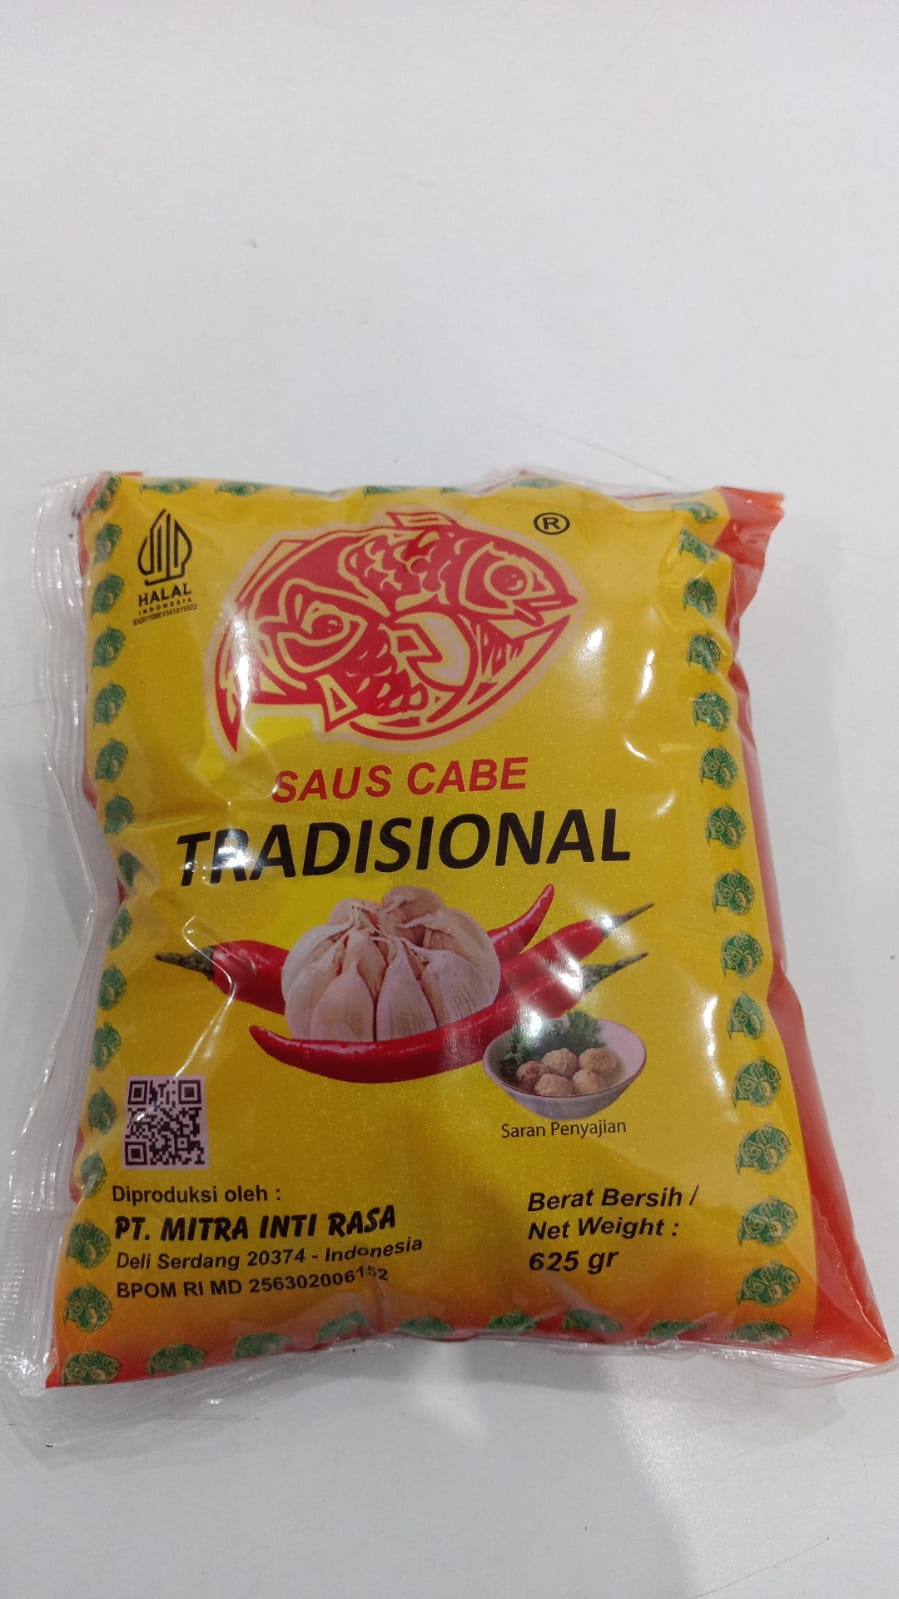 ®
HALAL
INDONESIA
SAUS CABE
TRADISIONAL
Saran Penyajian
Diproduksi oleh :
PT. MITRA INTI RASA
Deli Serdang 20374 - Indonesia
BPOM RI MD 256302006152
Berat Bersih /
Net Weight :
625 gr